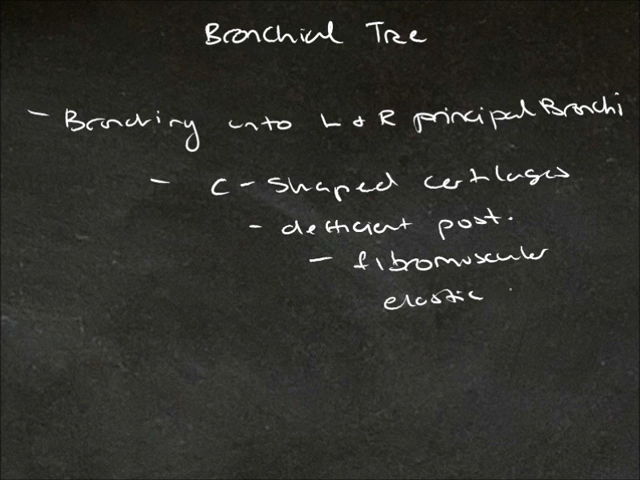 Bronchial Tree
- Branching into L & R principal Bronchi
- C-Shaped cartilages
- deficient post.
- fibromuscular
elastic